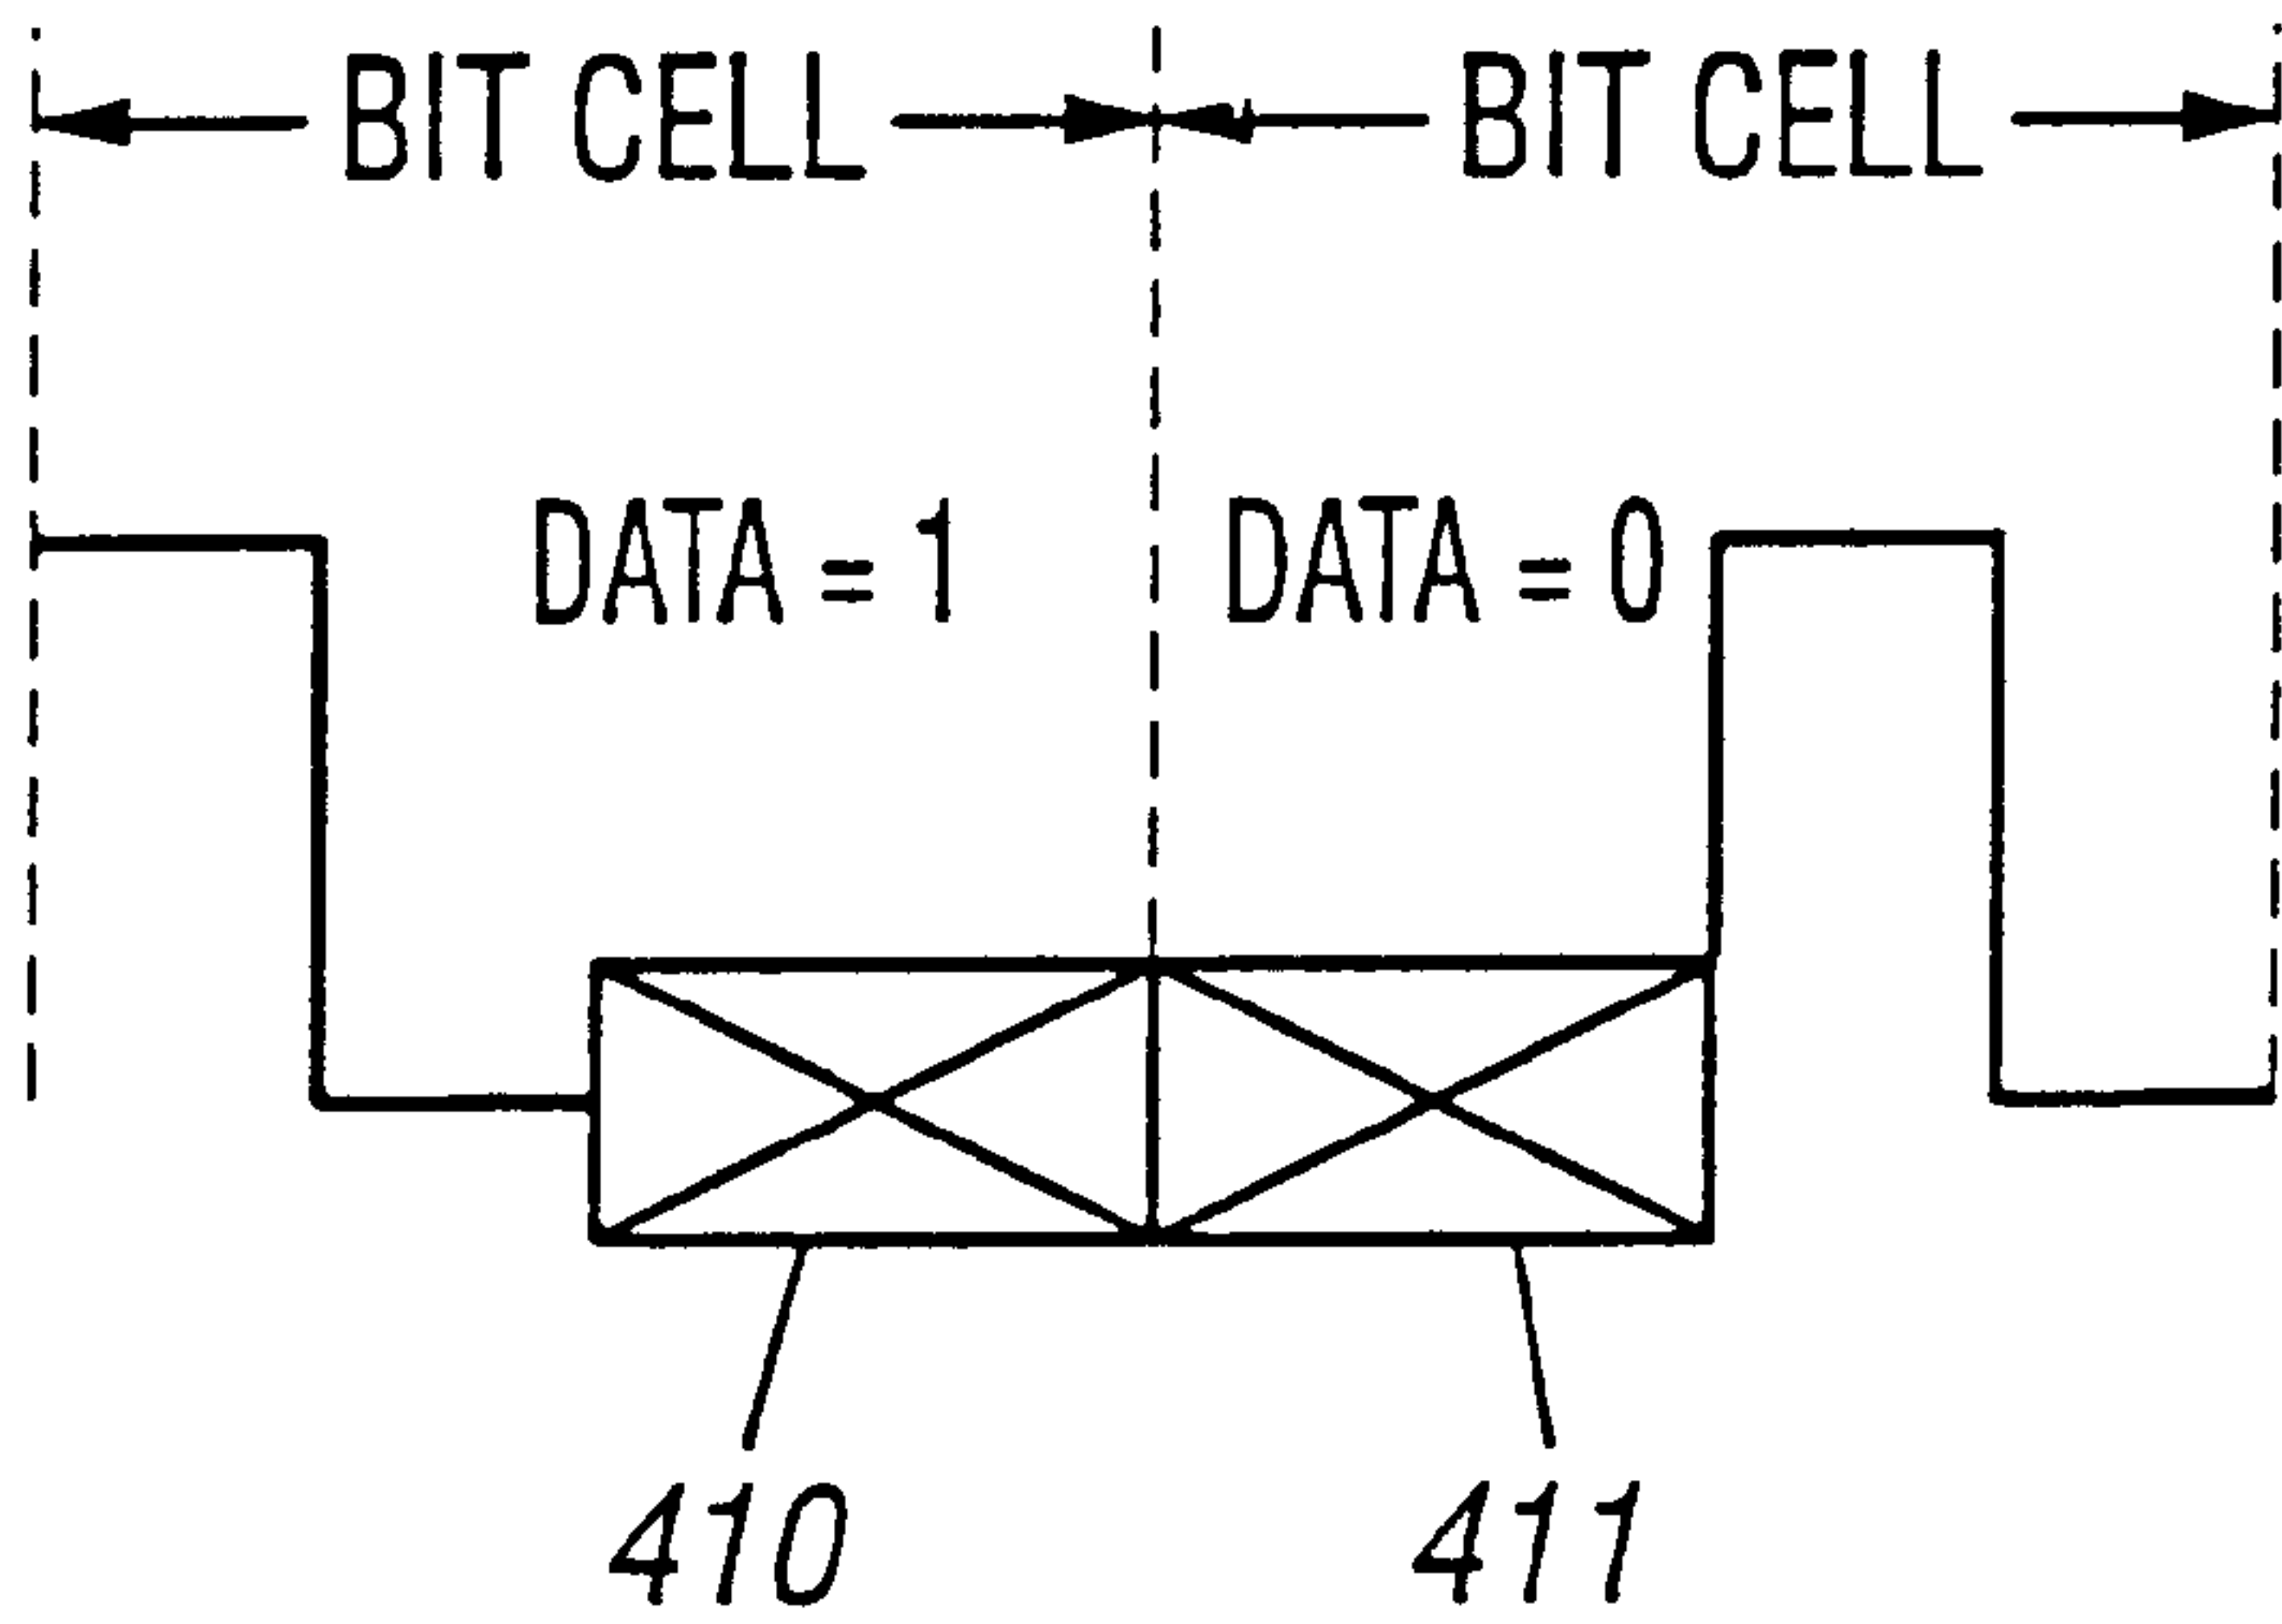 BIT CELL BIT CELL
DATA = 1 DATA = 0
410 411